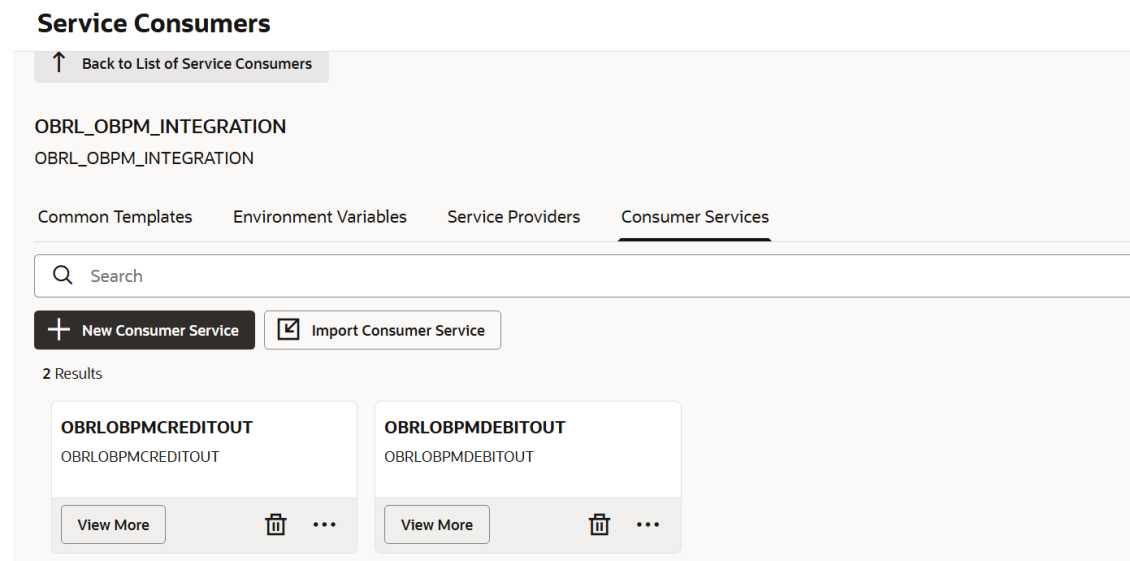 Service Consumers
Back to List of Service Consumers
OBRL_OBPM_INTEGRATION
OBRL_OBPM_INTEGRATION
Common Templates Environment Variables Service Providers Consumer Services
Search
New Consumer Service Import Consumer Service
2 Results
OBRLOBPMCREDITOUT OBRLOBPMDEBITOUT
OBRLOBPMCREDITOUT OBRLOBPMDEBITOUT
View More View More